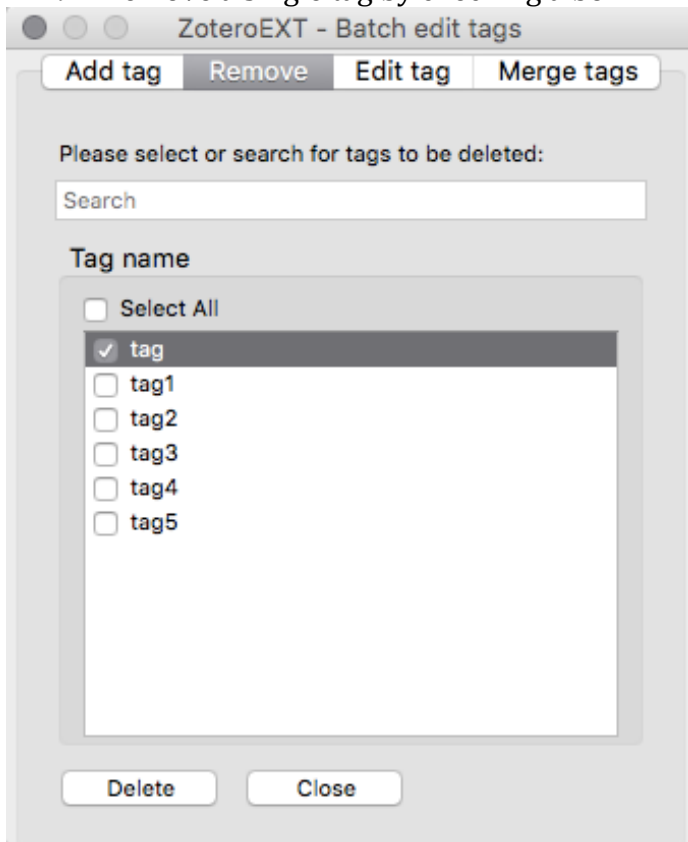 ZoteroEXT - Batch edit tags
Add tag Remove Edit tag Merge tags
Please select or search for tags to be deleted:
Search
Tag name
Select All
tag
tag1
tag2
tag3
tag4
tag5
Delete Close